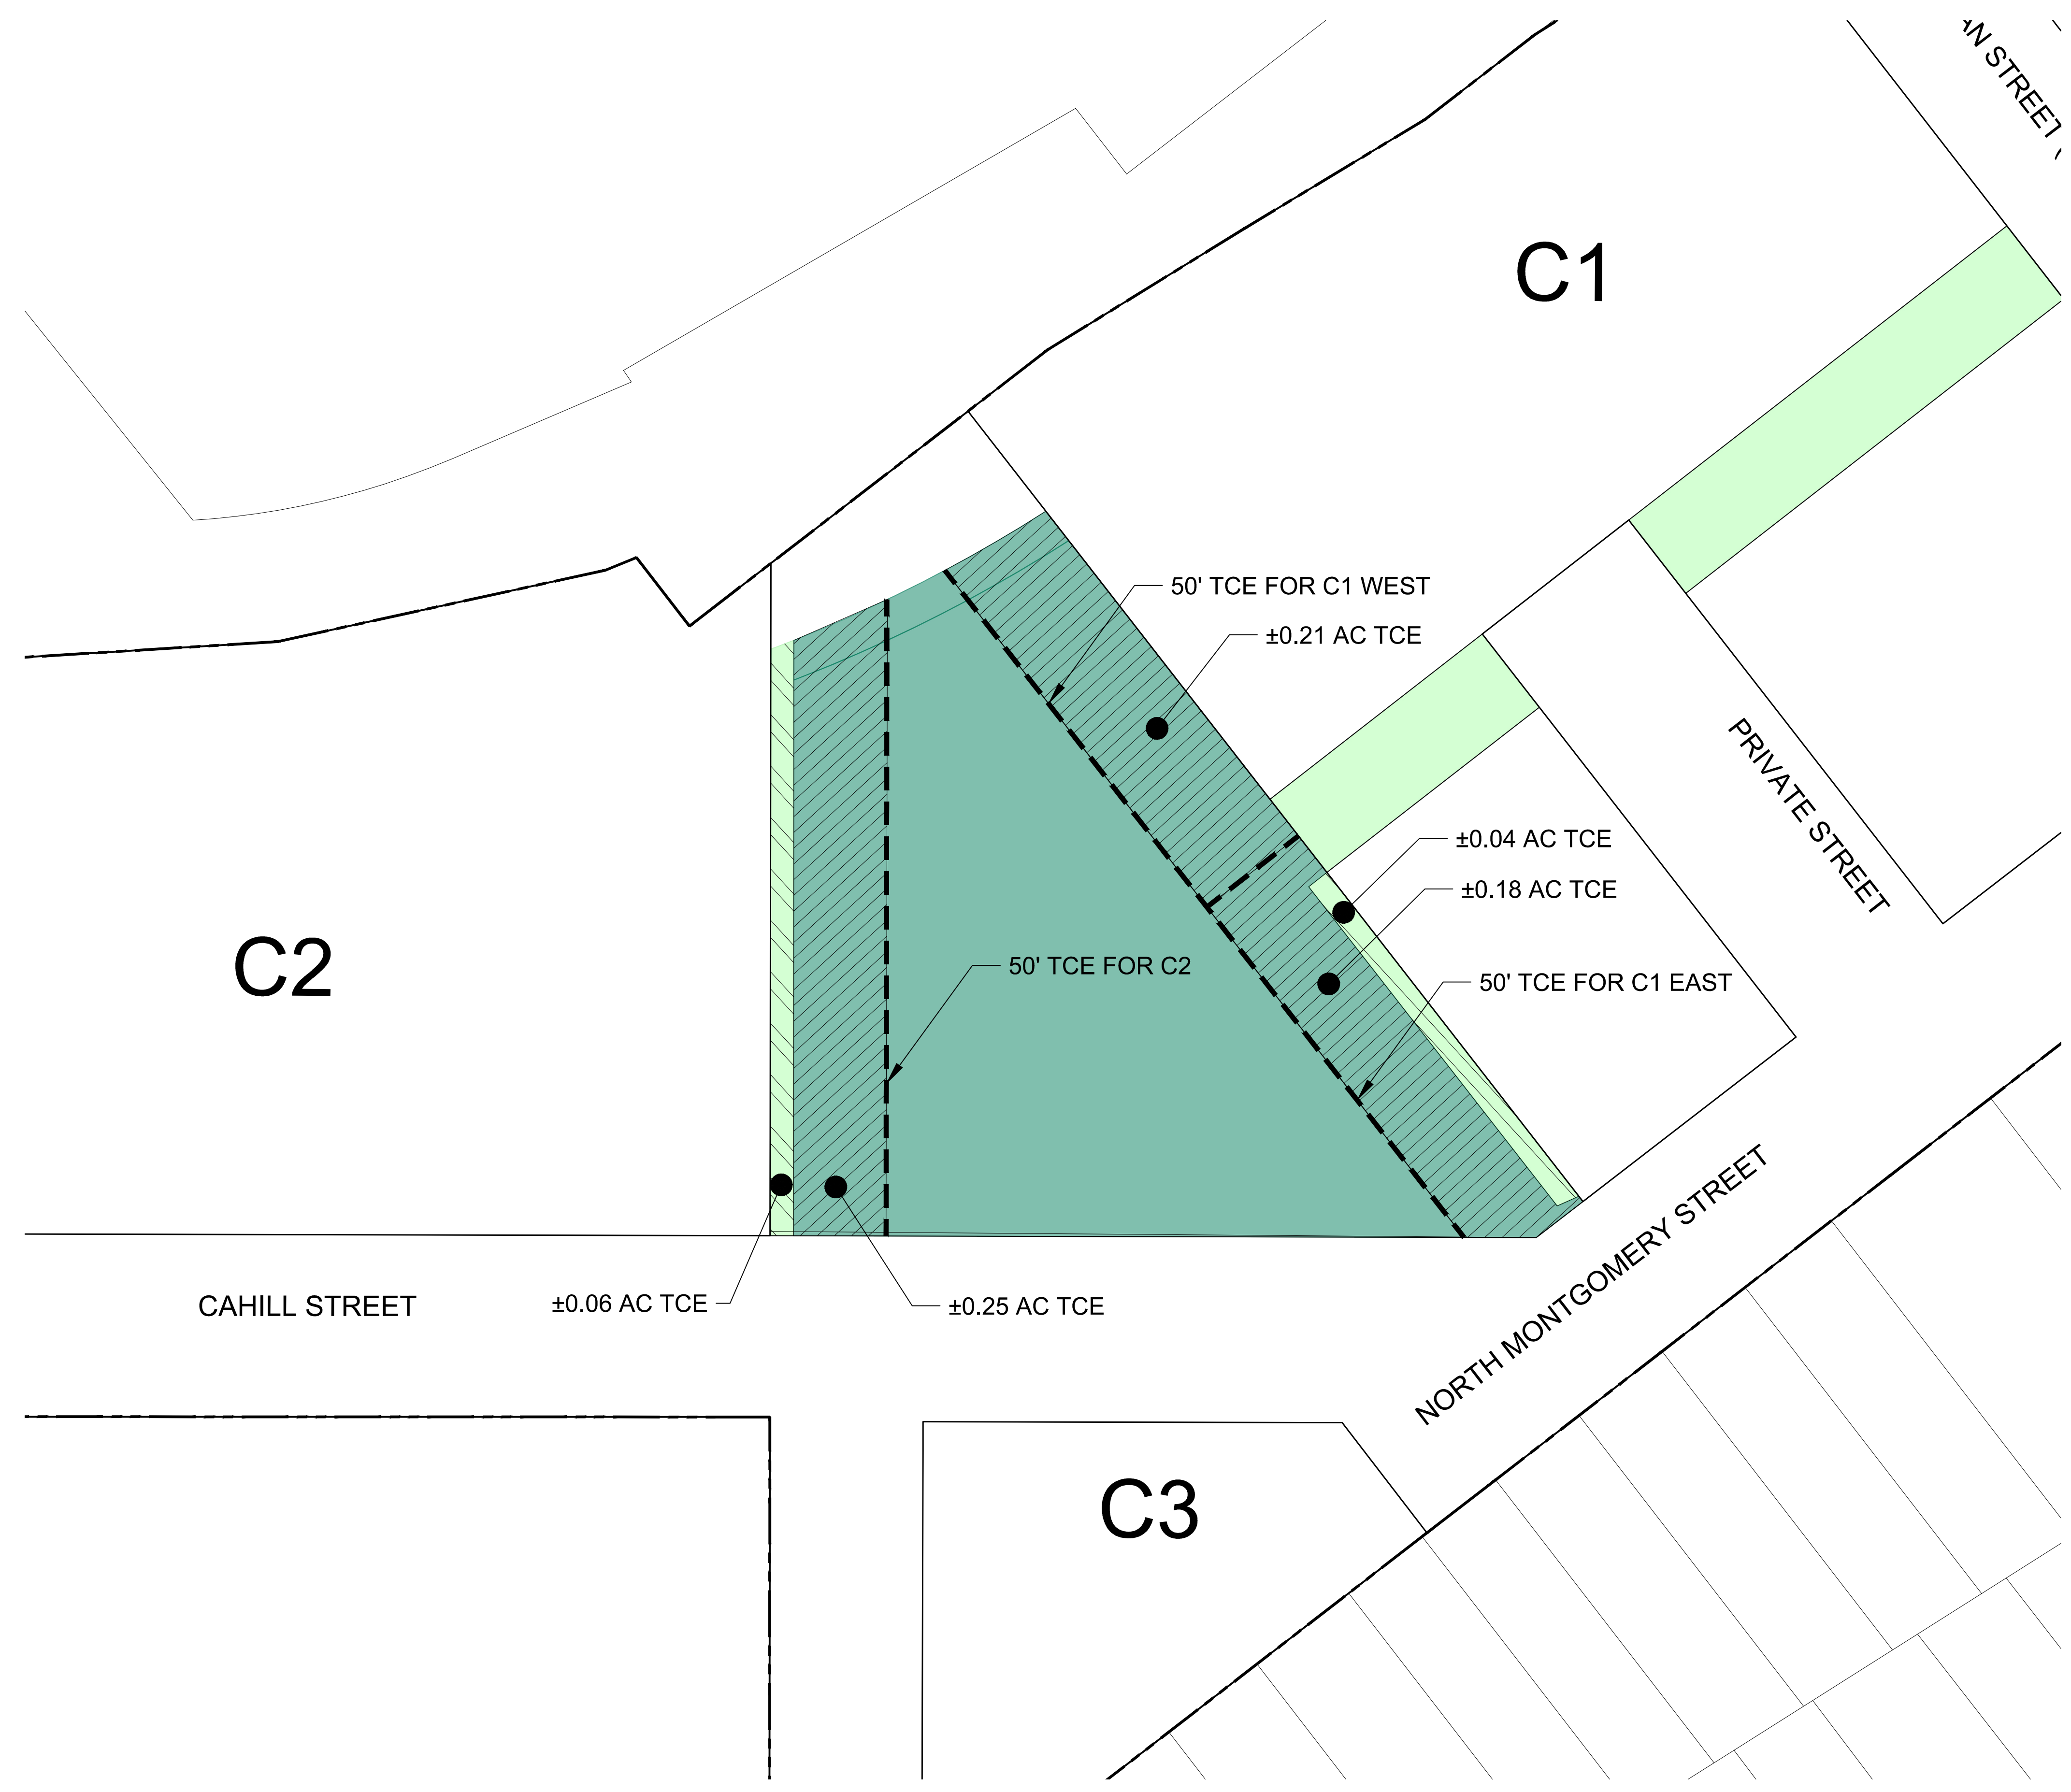 AN STREET (
C1
50' TCE FOR C1 WEST
±0.21 AC TCE
PRIVATE STREET
±0.04 AC TCE
±0.18 AC TCE
C2
50' TCE FOR C2
50' TCE FOR C1 EAST
NORTH MONTGOMERY STREET
CAHILL STREET
±0.06 AC TCE
±0.25 AC TCE
C3